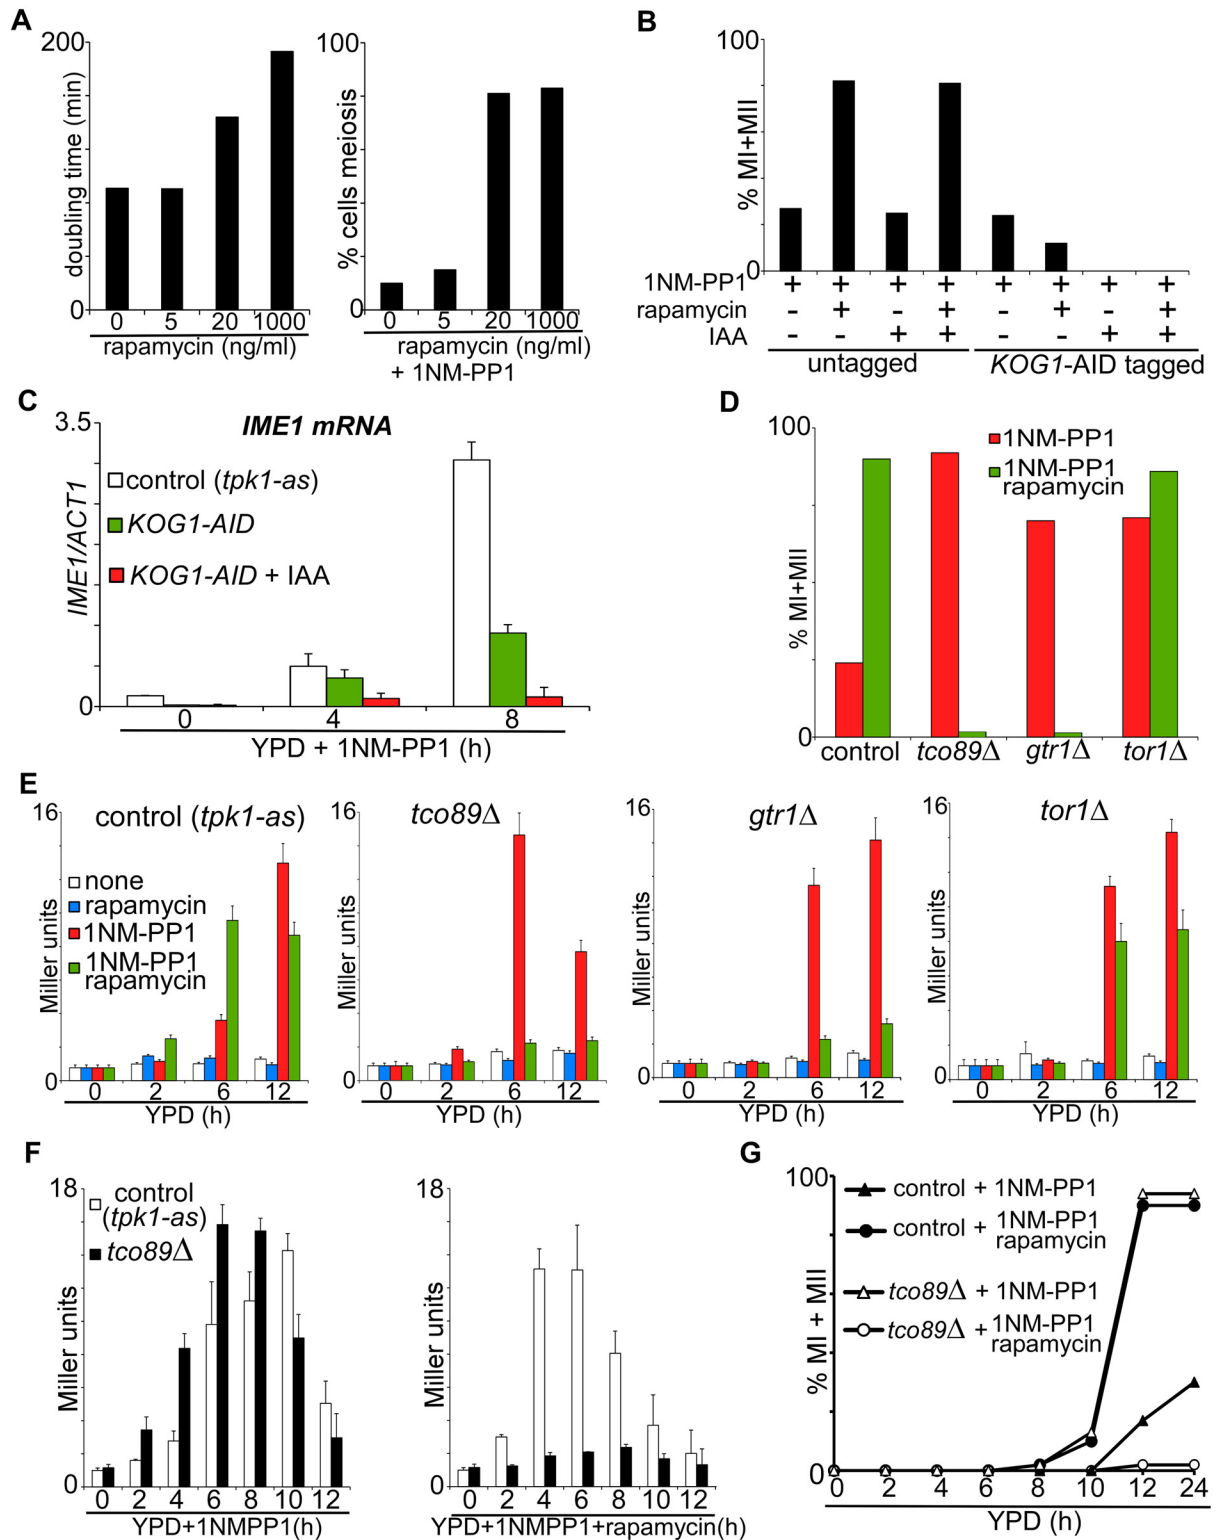 A
200
doubling time (min)
0
0 5 20 1000
rapamycin (ng/ml)
100
% cells meiosis
0
0 5 20 1000
rapamycin (ng/ml)
+ 1NM-PP1
B
100
% MI+MII
0
1NM-PP1 + + + + + + + +
rapamycin - + - + - + - +
IAA - - + + - - + +
untagged
KOG1-AID tagged
C
IME1 mRNA
3.5
IME1/ACT1
0
control (tpk1-as)
KOG1-AID
KOG1-AID + IAA
0 4 8
YPD + 1NM-PP1 (h)
D
100
% MI+MII
0
1NM-PP1
1NM-PP1
rapamycin
control tco89Δ gtr1Δ tor1Δ
E
control (tpk1-as)
16
Miller units
0
none
rapamycin
1NM-PP1
1NM-PP1
rapamycin
0 2 6 12
YPD (h)
tco89Δ
16
Miller units
0
0 2 6 12
YPD (h)
gtr1Δ
16
Miller units
0
0 2 6 12
YPD (h)
tor1Δ
16
Miller units
0
0 2 6 12
YPD (h)
F
18
Miller units
0
control
(tpk1-as)
tco89Δ
0 2 4 6 8 10 12
YPD+1NMPP1(h)
18
Miller units
0
0 2 4 6 8 10 12
YPD+1NMPP1+rapamycin(h)
G
100
% MI + MII
0
control + 1NM-PP1
control + 1NM-PP1
rapamycin
tco89Δ + 1NM-PP1
tco89Δ + 1NM-PP1
rapamycin
0 2 4 6 8 10 12 24
YPD (h)